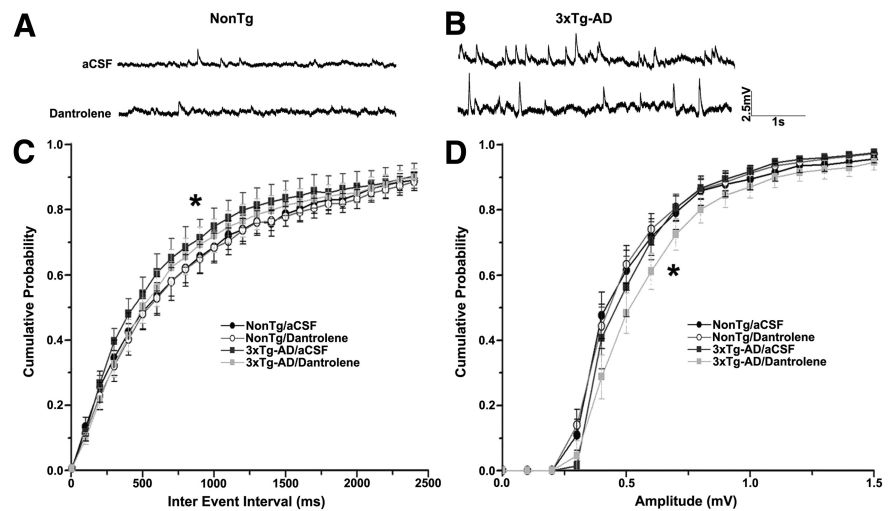 A
NonTg
B
3xTg-AD
aCSF
Dantrolene
2.5mV
1s
C
Cumulative Probability
1.0
0.8
0.6
0.4
0.2
0.0
*
NonTg/aCSF
NonTg/Dantrolene
3xTg-AD/aCSF
3xTg-AD/Dantrolene
0 500 1000 1500 2000 2500
Inter Event Interval (ms)
D
Cumulative Probability
1.0
0.8
0.6
0.4
0.2
0.0
*
NonTg/aCSF
NonTg/Dantrolene
3xTg-AD/aCSF
3xTg-AD/Dantrolene
0.0 0.5 1.0 1.5
Amplitude (mV)